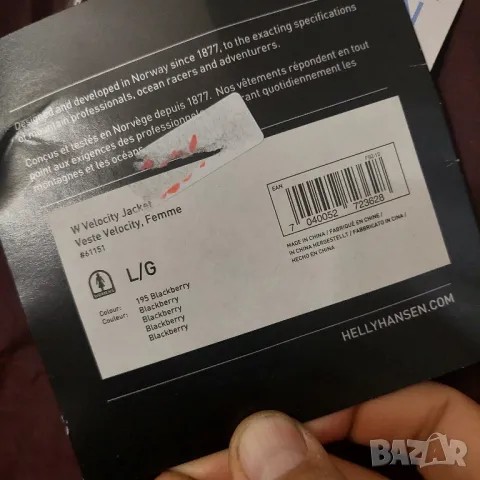 Designed and developed in Norway since 1877, to the exacting specifications
of mountain professionals, ocean racers and adventurers.
Conçus et testés en Norvège depuis 1877. Nos vêtements répondent en tout
point aux exigences des professionnels quotidiennement les
montagnes et les océans
W Velocity Jacket
Veste Velocity, Femme
#61151
L/G
Colour: 195 Blackberry
Couleur: Blackberry
Blackberry
Blackberry
Blackberry
EAN
7 040052 723628
MADE IN CHINA / FABRIQUÉ EN CHINE /
IN CHINA HERGESTELLT / FABBRICATO IN CINA /
HECHO EN CHINA
HELLYHANSEN.COM
BAZAR